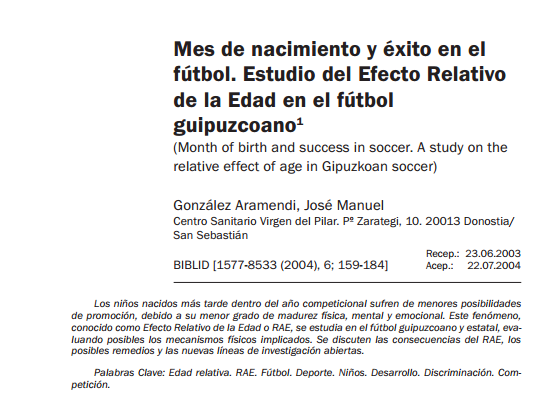 Mes de nacimiento y éxito en el
fútbol. Estudio del Efecto Relativo
de la Edad en el fútbol
guipuzcoano¹
(Month of birth and success in soccer. A study on the
relative effect of age in Gipuzkoan soccer)
González Aramendi, José Manuel
Centro Sanitario Virgen del Pilar. Pº Zarategi, 10. 20013 Donostia/
San Sebastián
Recep.: 23.06.2003
BIBLID [1577-8533 (2004), 6; 159-184]
Acep.: 22.07.2004
Los niños nacidos más tarde dentro del año competicional sufren de menores posibilidades
de promoción, debido a su menor grado de madurez física, mental y emocional. Este fenómeno,
conocido como Efecto Relativo de la Edad o RAE, se estudia en el fútbol guipuzcoano y estatal, eva-
luando posibles los mecanismos físicos implicados. Se discuten las consecuencias del RAE, los
posibles remedios y las nuevas líneas de investigación abiertas.
Palabras Clave: Edad relativa. RAE. Fútbol. Deporte. Niños. Desarrollo. Discriminación. Com-
petición.